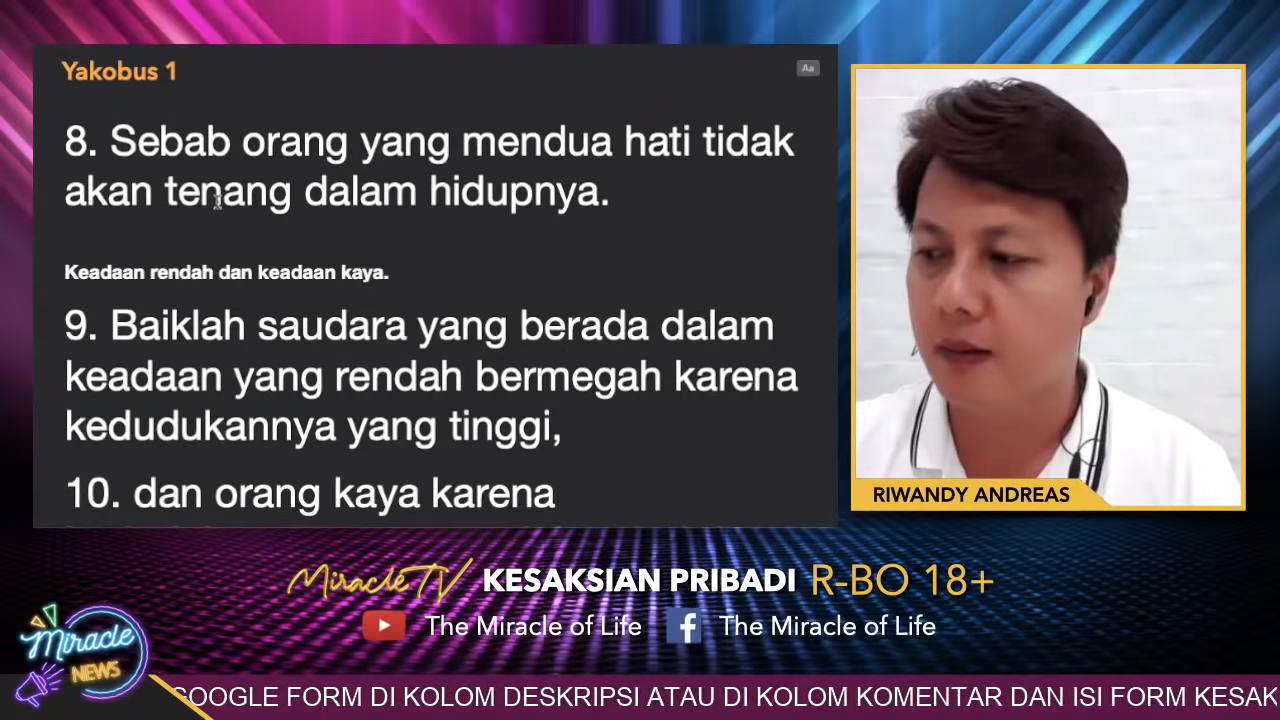 Yakobus 1
Aa
8. Sebab orang yang mendua hati tidak
akan tenang dalam hidupnya.
Keadaan rendah dan keadaan kaya.
9. Baiklah saudara yang berada dalam
keadaan yang rendah bermegah karena
kedudukannya yang tinggi,
10. dan orang kaya karena
RIWANDY ANDREAS
MiracleTV KESAKSIAN PRIBADI R-BO 18+
The Miracle of Life The Miracle of Life
Miracle
NEWS
GOOGLE FORM DI KOLOM DESKRIPSI ATAU DI KOLOM KOMENTAR DAN ISI FORM KESAK